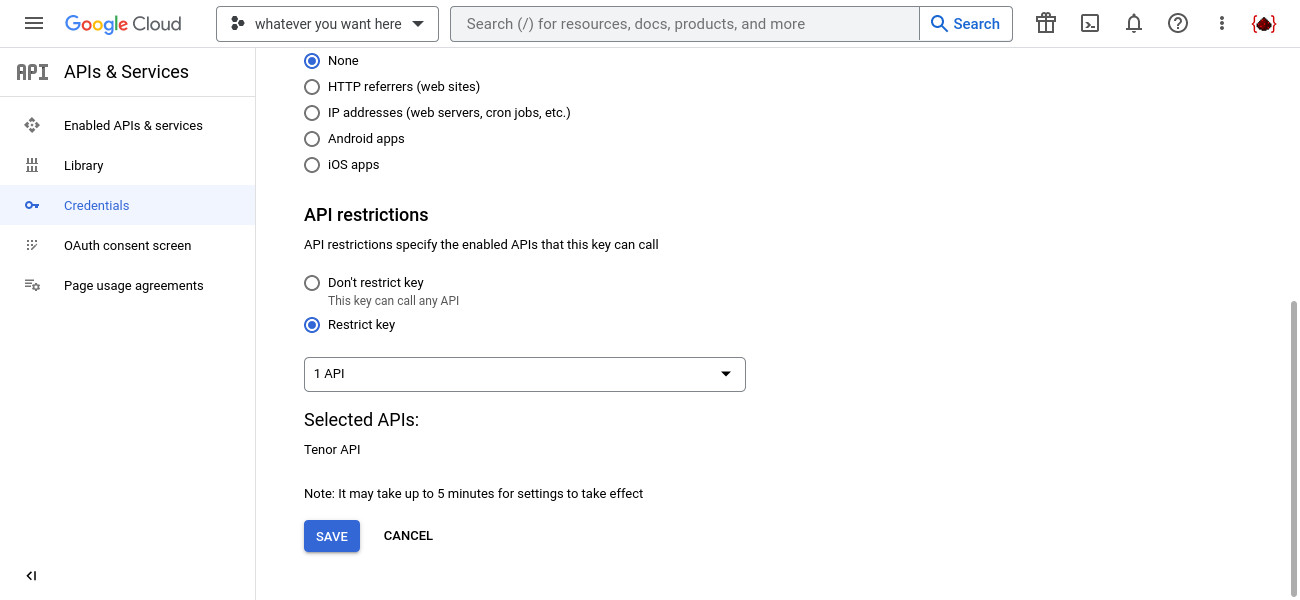 Google Cloud
whatever you want here
Search (/) for resources, docs, products, and more
Search
API
APIs & Services
Enabled APIs & services
Library
Credentials
OAuth consent screen
Page usage agreements
None
HTTP referrers (web sites)
IP addresses (web servers, cron jobs, etc.)
Android apps
iOS apps
API restrictions
API restrictions specify the enabled APIs that this key can call
Don't restrict key
This key can call any API
Restrict key
1 API
Selected APIs:
Tenor API
Note: It may take up to 5 minutes for settings to take effect
SAVE
CANCEL